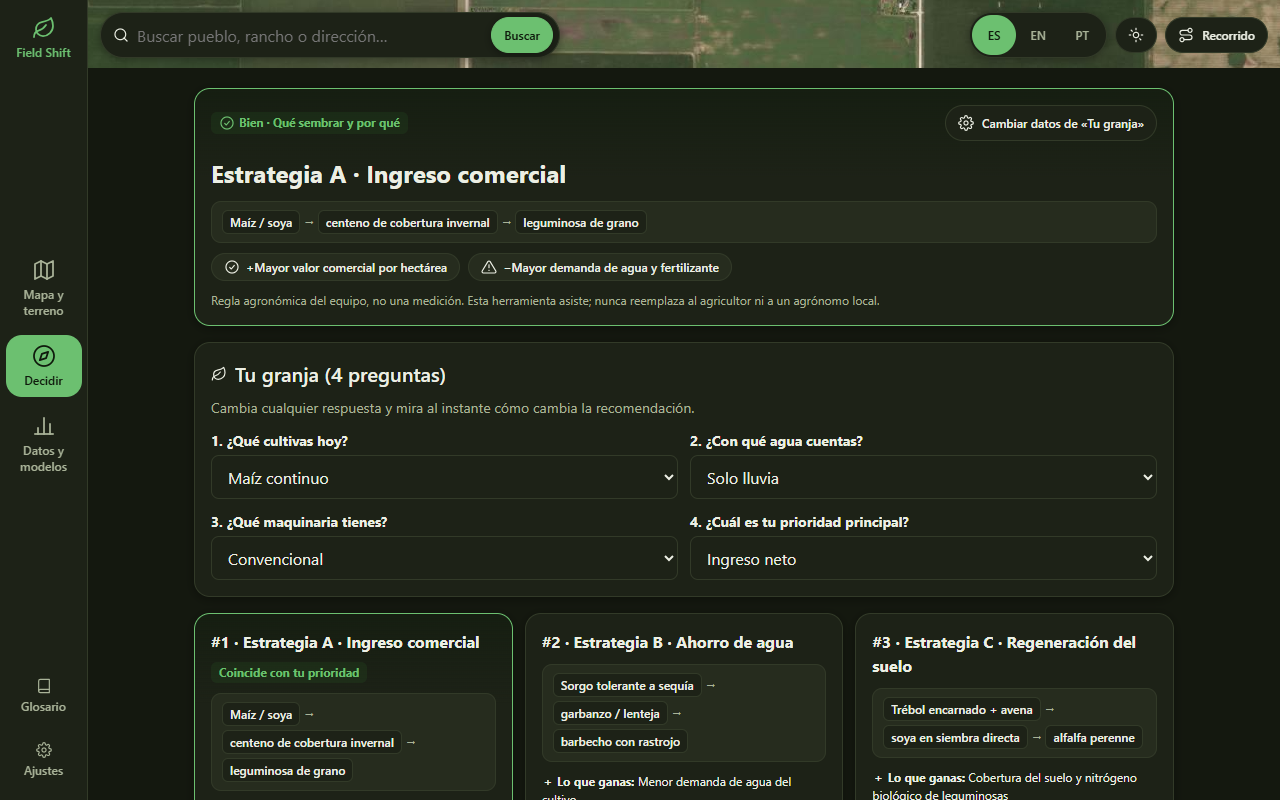 Field Shift
Buscar pueblo, rancho o dirección...
Buscar
ES
EN
PT
Recorrido
Mapa y
terreno
Decidir
Datos y
modelos
Glosario
Ajustes
Bien · Qué sembrar y por qué
Cambiar datos de «Tu granja»
Estrategia A · Ingreso comercial
Maíz / soya → centeno de cobertura invernal → leguminosa de grano
+Mayor valor comercial por hectárea
−Mayor demanda de agua y fertilizante
Regla agronómica del equipo, no una medición. Esta herramienta asiste; nunca reemplaza al agricultor ni a un agrónomo local.
Tu granja (4 preguntas)
Cambia cualquier respuesta y mira al instante cómo cambia la recomendación.
1. ¿Qué cultivas hoy?
Maíz continuo
2. ¿Con qué agua cuentas?
Solo lluvia
3. ¿Qué maquinaria tienes?
Convencional
4. ¿Cuál es tu prioridad principal?
Ingreso neto
#1 · Estrategia A · Ingreso comercial
Coincide con tu prioridad
Maíz / soya →
centeno de cobertura invernal →
leguminosa de grano
#2 · Estrategia B · Ahorro de agua
Sorgo tolerante a sequía →
garbanzo / lenteja →
barbecho con rastrojo
+ Lo que ganas: Menor demanda de agua del
cultivo
#3 · Estrategia C · Regeneración del
suelo
Trébol encarnado + avena →
soya en siembra directa → alfalfa perenne
+ Lo que ganas: Cobertura del suelo y nitrógeno
biológico de leguminosas